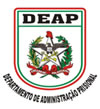 DEAP
DEPARTAMENTO DE ADMINISTRAÇÃO PRISIONAL